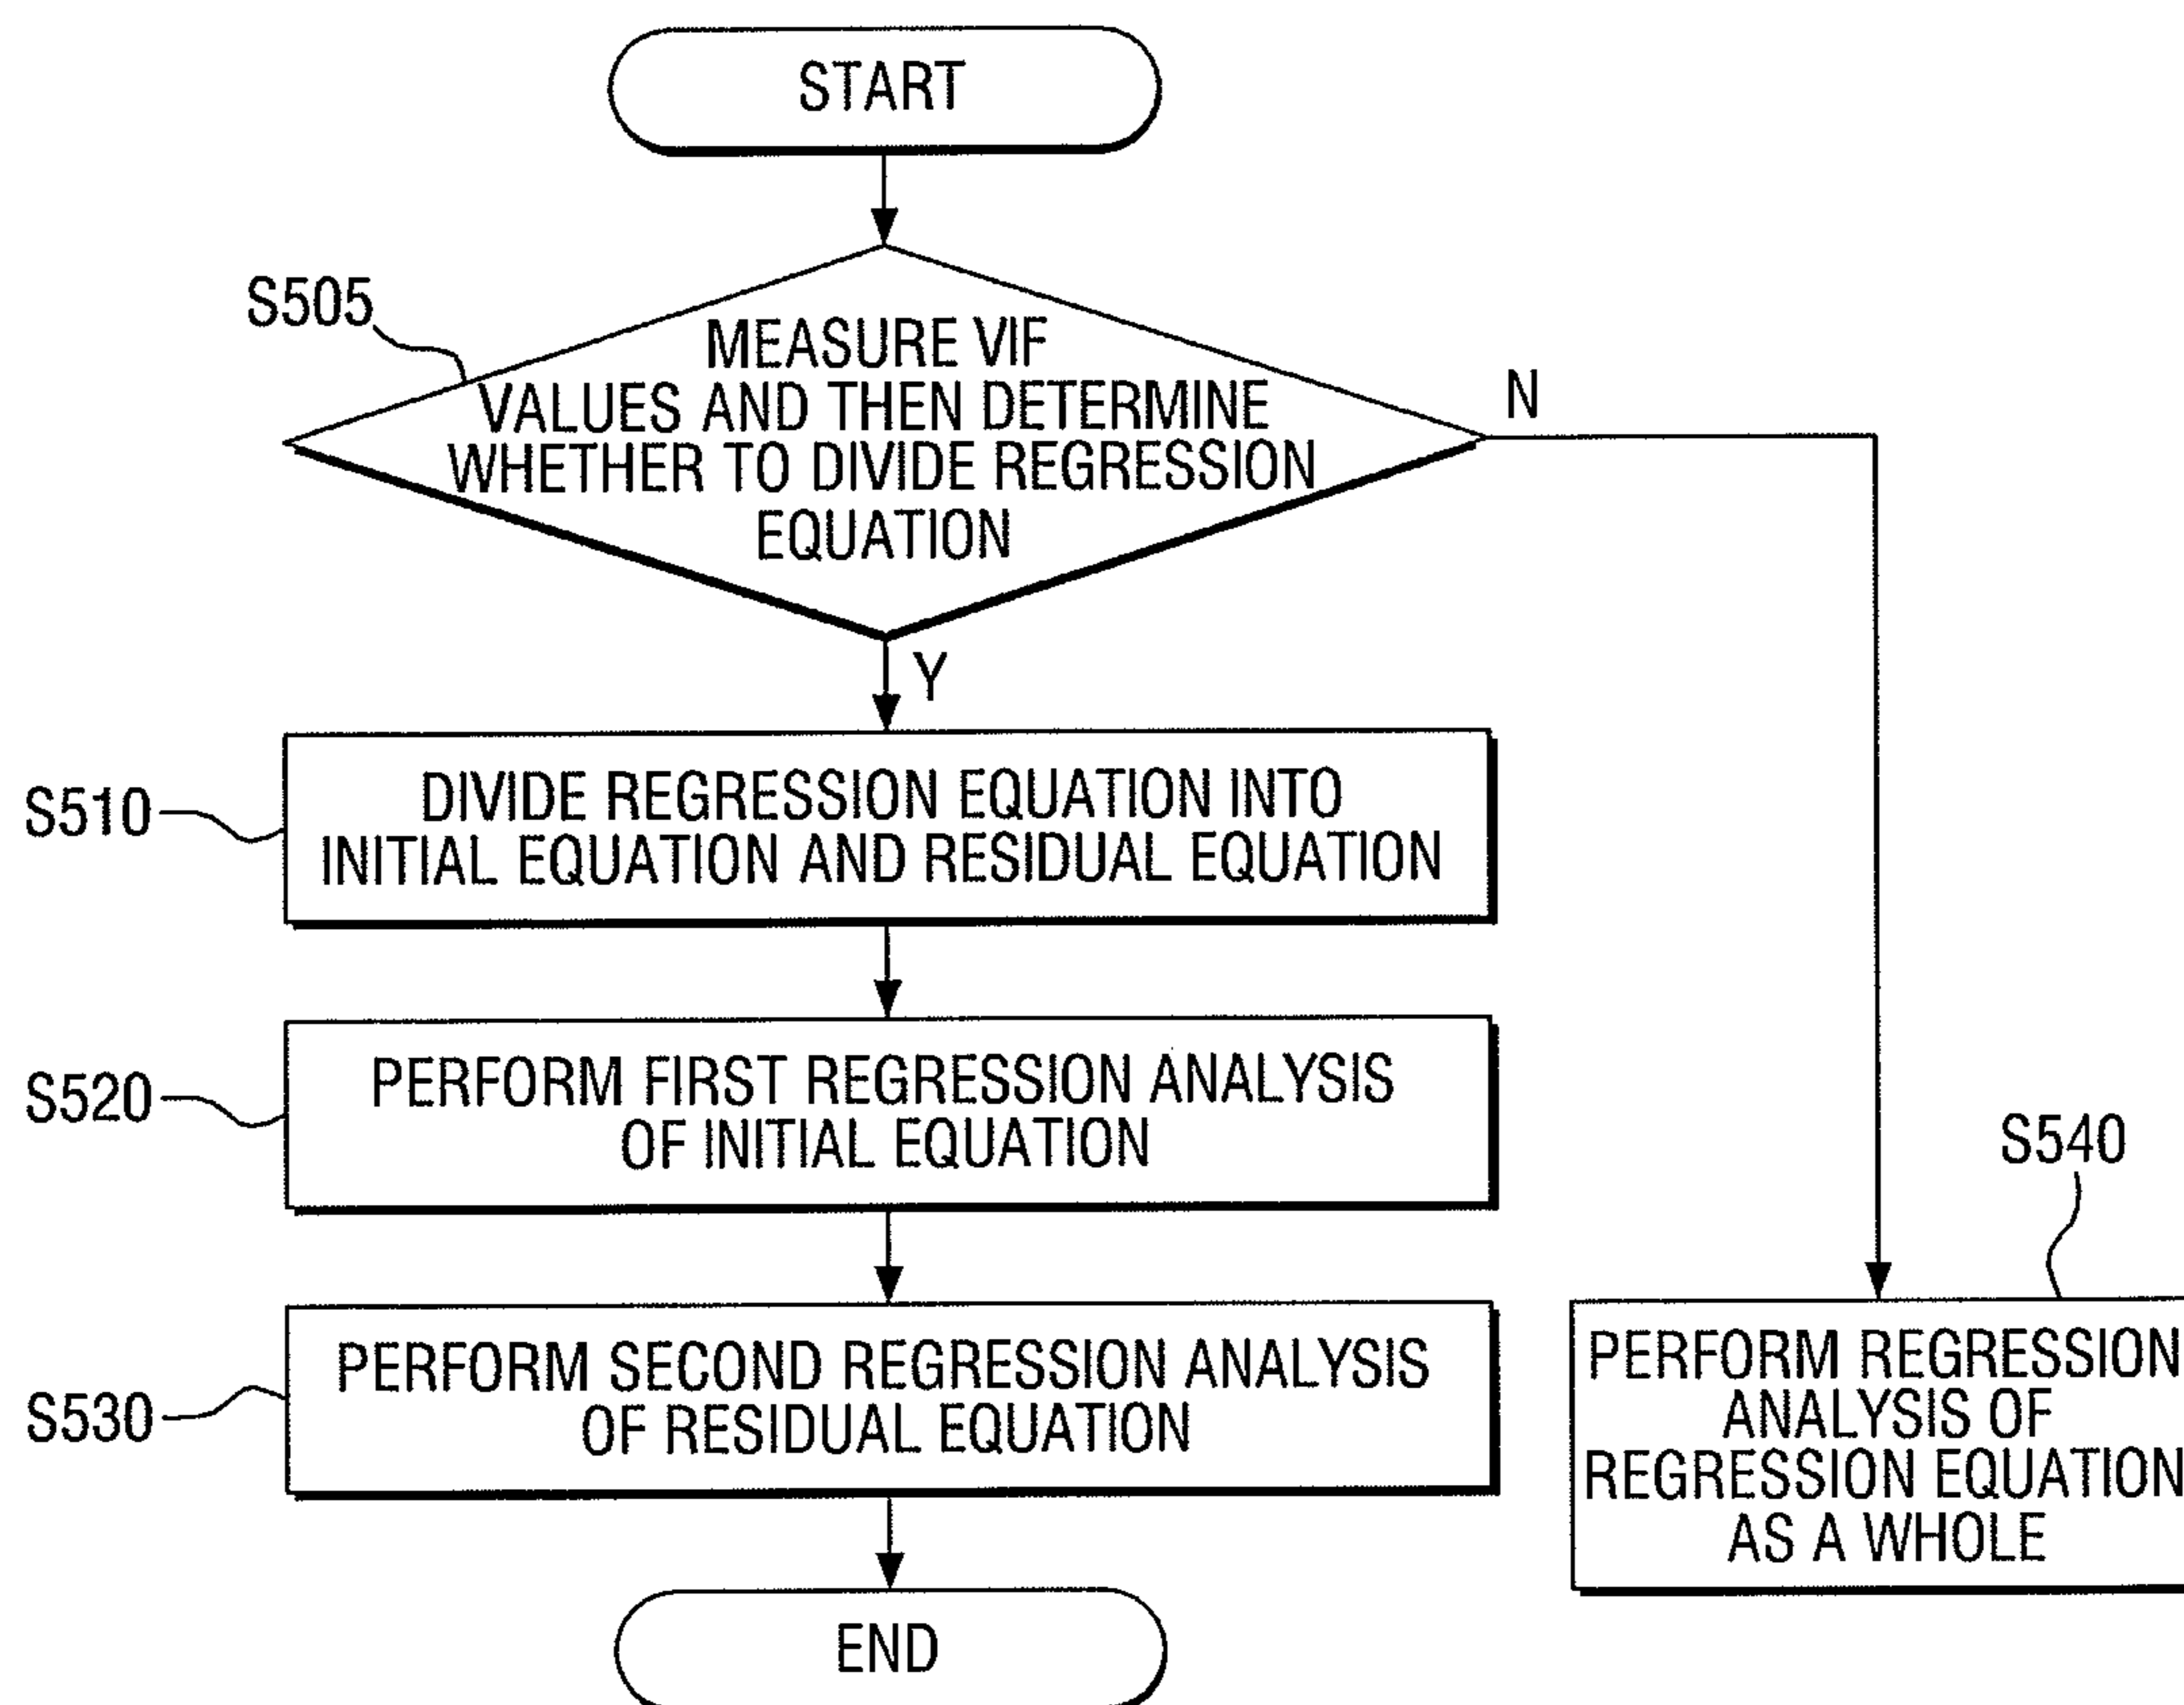 START
S505
MEASURE VIF
VALUES AND THEN DETERMINE
WHETHER TO DIVIDE REGRESSION
EQUATION
N
Y
S510
DIVIDE REGRESSION EQUATION INTO
INITIAL EQUATION AND RESIDUAL EQUATION
S520
PERFORM FIRST REGRESSION ANALYSIS
OF INITIAL EQUATION
S530
PERFORM SECOND REGRESSION ANALYSIS
OF RESIDUAL EQUATION
S540
PERFORM REGRESSION
ANALYSIS OF
REGRESSION EQUATION
AS A WHOLE
END